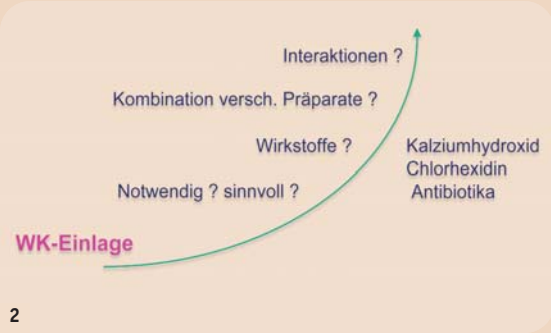 Interaktionen ?
Kombination versch. Präparate ?
Wirkstoffe ?
Kalziumhydroxid
Chlorhexidin
Antibiotika
Notwendig ? sinnvoll ?
WK-Einlage
2